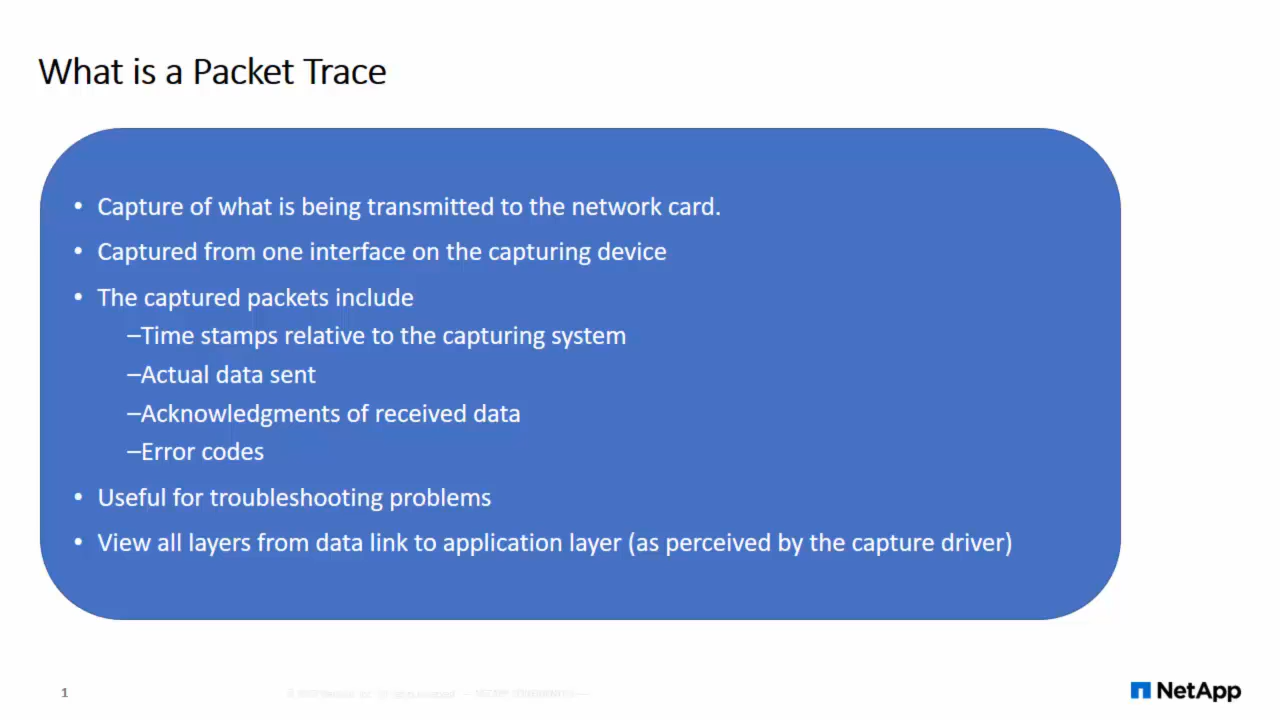 What is a Packet Trace
• Capture of what is being transmitted to the network card.
• Captured from one interface on the capturing device
• The captured packets include
–Time stamps relative to the capturing system
–Actual data sent
–Acknowledgments of received data
–Error codes
• Useful for troubleshooting problems
• View all layers from data link to application layer (as perceived by the capture driver)
1
NetApp